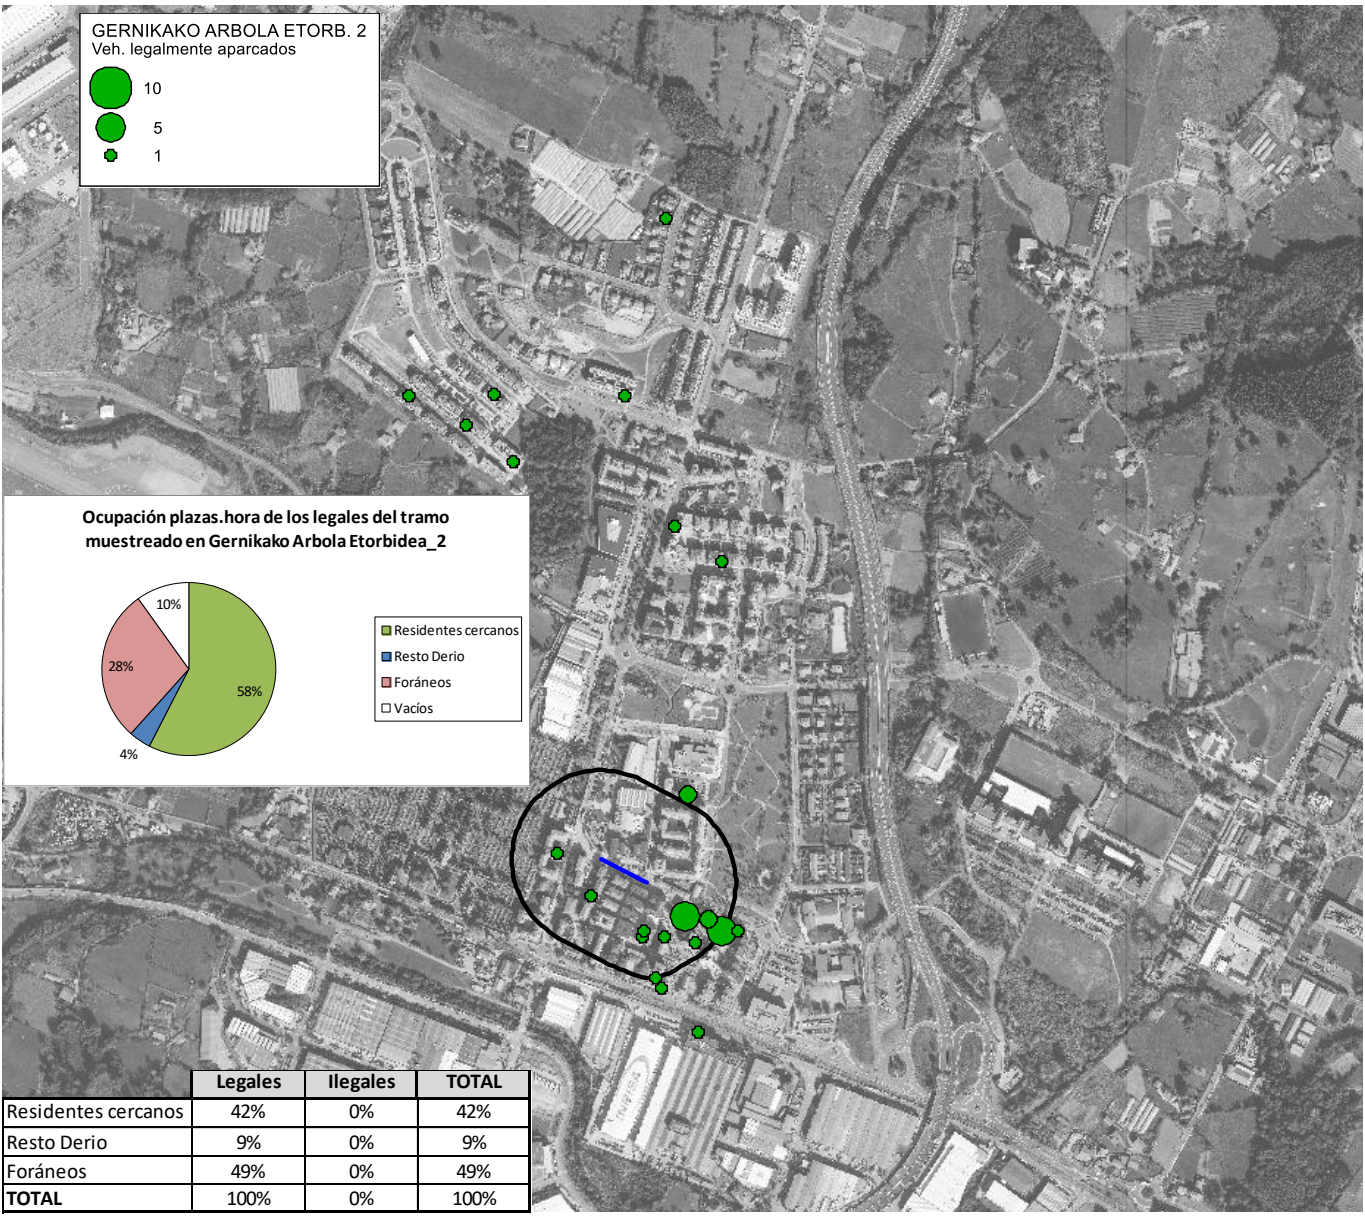 GERNIKAKO ARBOLA ETORB. 2
Veh. legalmente aparcados
10
5
1
Ocupación plazas.hora de los legales del tramo
muestreado en Gernikako Arbola Etorbidea_2
10%
28%
58%
4%
Residentes cercanos
Resto Derio
Foráneos
Vacíos
Legales Ilegales TOTAL
Residentes cercanos 42% 0% 42%
Resto Derio 9% 0% 9%
Foráneos 49% 0% 49%
TOTAL 100% 0% 100%